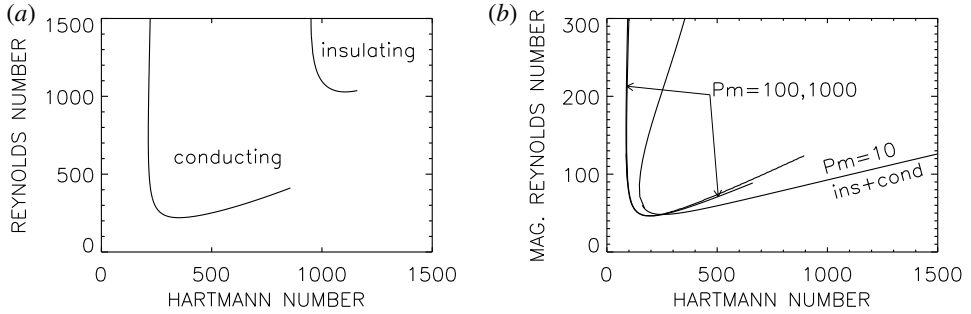 (a)
1500
1000
500
0
REYNOLDS NUMBER
insulating
conducting
0 500 1000 1500
HARTMANN NUMBER
(b)
300
200
100
0
MAG. REYNOLDS NUMBER
Pm=100,1000
Pm=10
ins+cond
0 500 1000 1500
HARTMANN NUMBER